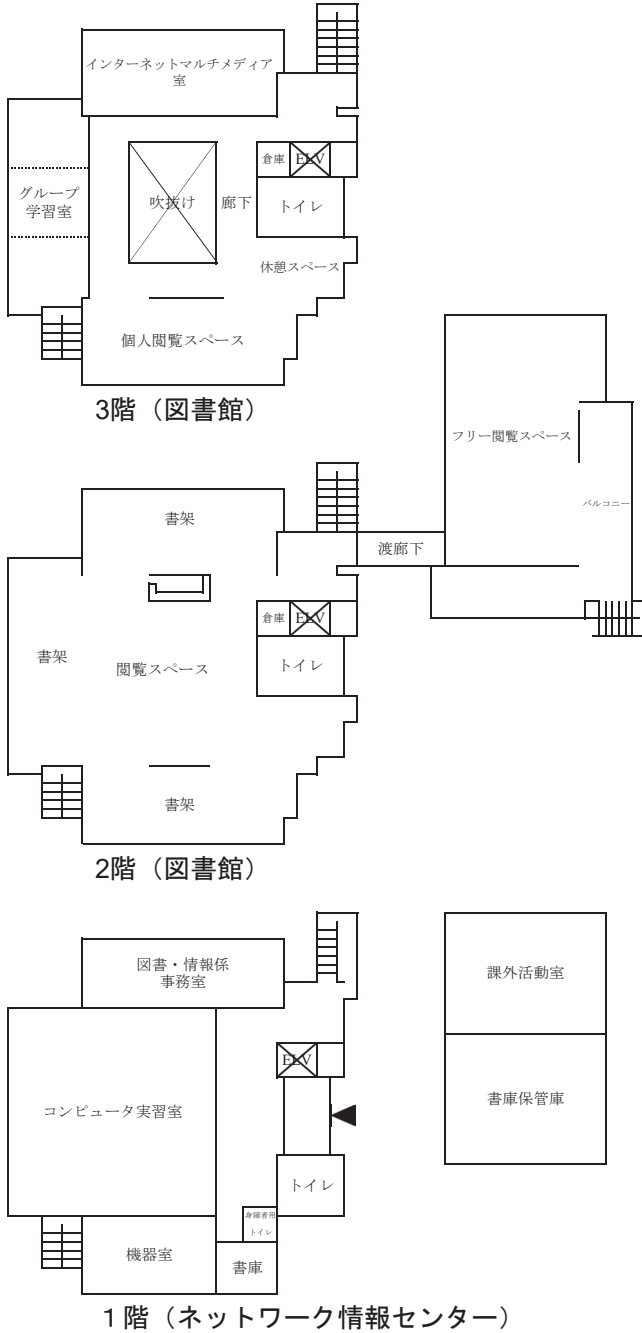 インターネットマルチメディア
室
倉庫
ELV
グループ
学習室
吹抜け
廊下
トイレ
休憩スペース
個人閲覧スペース
3階（図書館）
フリー閲覧スペース
バルコニー
書架
渡廊下
倉庫
ELV
書架
閲覧スペース
トイレ
書架
2階（図書館）
図書・情報係
事務室
課外活動室
ELV
コンピュータ実習室
書庫保管庫
トイレ
身障者用
トイレ
機器室
書庫
1階（ネットワーク情報センター）